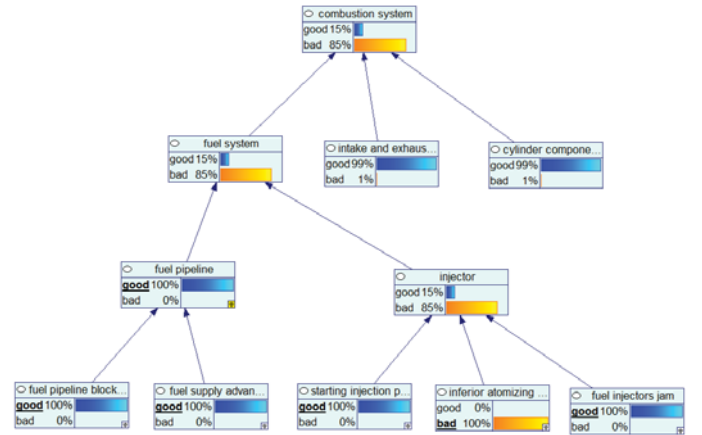 combustion system
good 15%
bad 85%
fuel system
good 15%
bad 85%
intake and exhaus...
good 99%
bad 1%
cylinder compone...
good 99%
bad 1%
fuel pipeline
good 100%
bad 0%
injector
good 15%
bad 85%
fuel pipeline block...
good 100%
bad 0%
fuel supply advan...
good 100%
bad 0%
starting injection p...
good 100%
bad 0%
inferior atomizing ...
good 0%
bad 100%
fuel injectors jam
good 100%
bad 0%